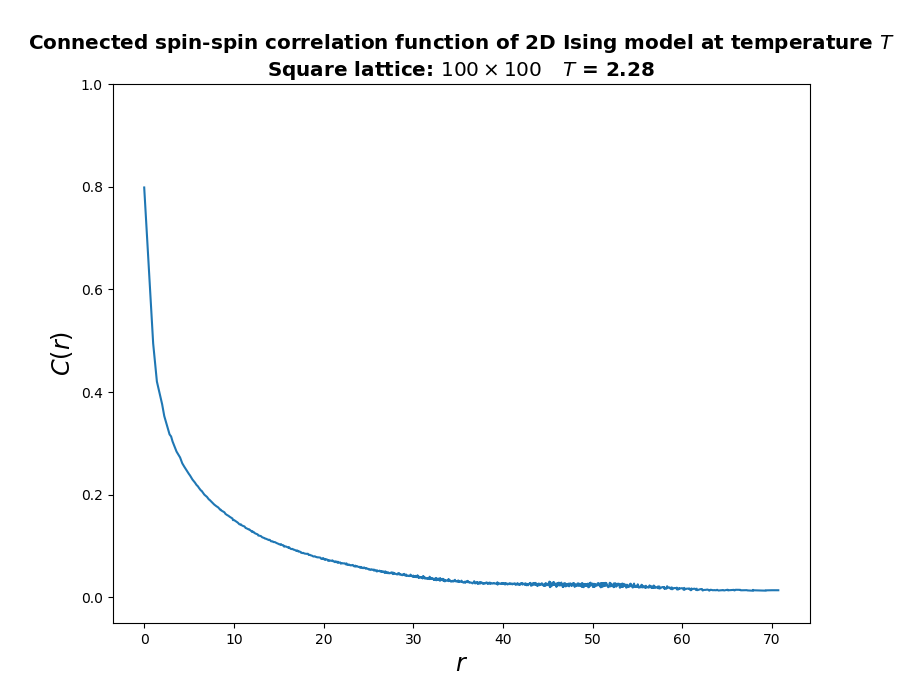 Connected spin-spin correlation function of 2D Ising model at temperature T
Square lattice: 100 × 100 T = 2.28
1.0
0.8
0.6
0.4
0.2
0.0
C(r)
0 10 20 30 40 50 60 70
r